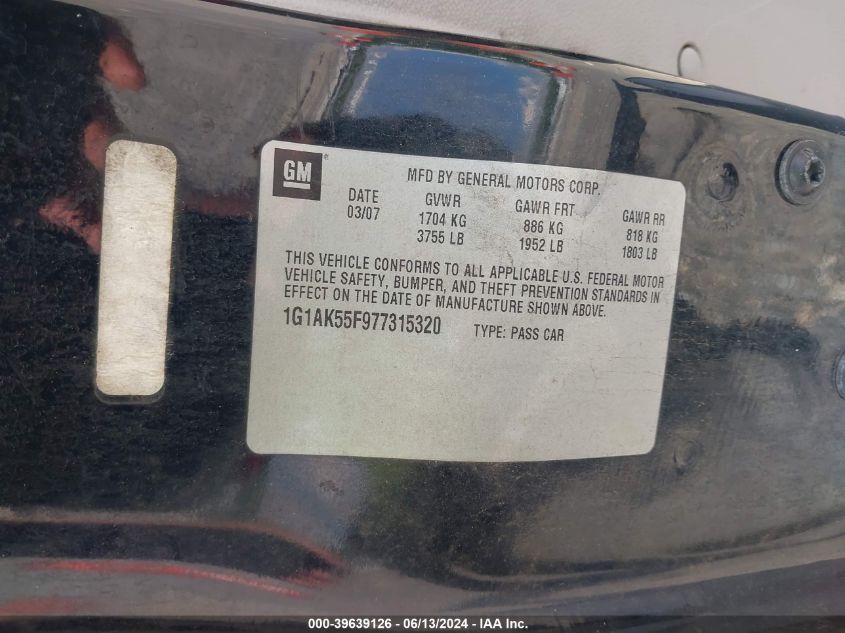 GM ®
MFD BY GENERAL MOTORS CORP.
DATE GVWR GAWR FRT GAWR RR
03/07 1704 KG 886 KG 818 KG
3755 LB 1952 LB 1803 LB
THIS VEHICLE CONFORMS TO ALL APPLICABLE U.S. FEDERAL MOTOR
VEHICLE SAFETY, BUMPER, AND THEFT PREVENTION STANDARDS IN
EFFECT ON THE DATE OF MANUFACTURE SHOWN ABOVE.
1G1AK55F977315320 TYPE: PASS CAR
000-39639126 - 06/13/2024 - IAA Inc.